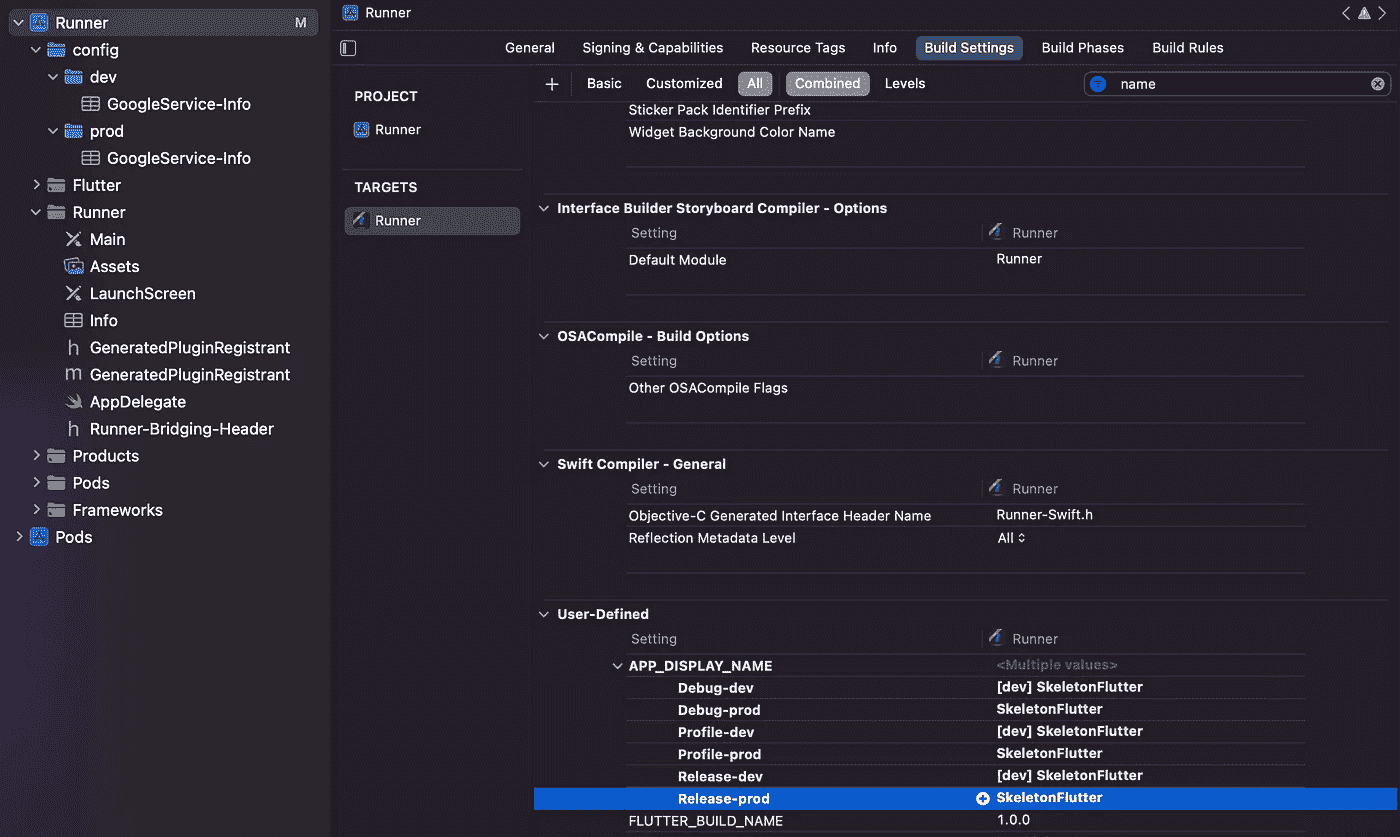 Runner M
config
dev
GoogleService-Info
prod
GoogleService-Info
Flutter
Runner
Main
Assets
LaunchScreen
Info
h GeneratedPluginRegistrant
m GeneratedPluginRegistrant
AppDelegate
h Runner-Bridging-Header
Products
Pods
Frameworks
Pods
Runner
General Signing & Capabilities Resource Tags Info Build Settings Build Phases Build Rules
PROJECT
Runner
TARGETS
Runner
+ Basic Customized All Combined Levels name
Sticker Pack Identifier Prefix
Widget Background Color Name
Interface Builder Storyboard Compiler - Options
Setting Runner
Default Module Runner
OSACompile - Build Options
Setting Runner
Other OSACompile Flags
Swift Compiler - General
Setting Runner
Objective-C Generated Interface Header Name Runner-Swift.h
Reflection Metadata Level All
User-Defined
Setting Runner
APP_DISPLAY_NAME <Multiple values>
Debug-dev [dev] SkeletonFlutter
Debug-prod SkeletonFlutter
Profile-dev [dev] SkeletonFlutter
Profile-prod SkeletonFlutter
Release-dev [dev] SkeletonFlutter
Release-prod SkeletonFlutter
FLUTTER_BUILD_NAME 1.0.0